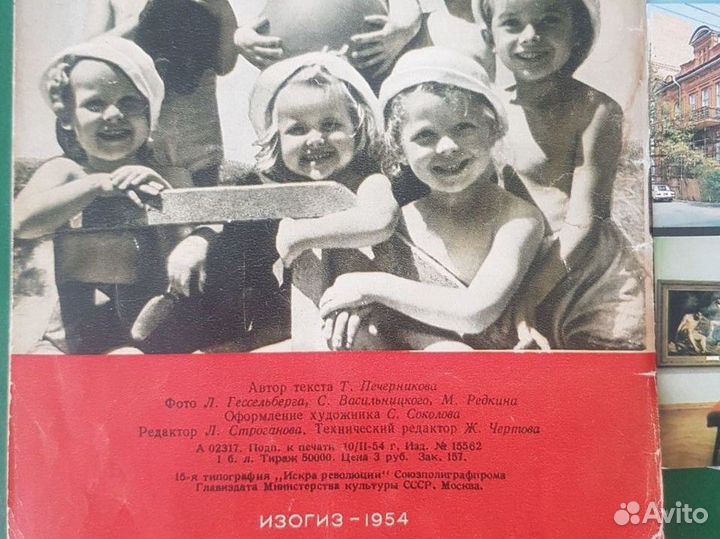 Автор текста Т. Печерникова
Фото Л. Гессельберга, С. Васильницкого, М. Редкина
Оформление художника С. Соколова
Редактор Л. Строганова, Технический редактор Ж. Чертова
А 02317. Подп. к печати 10/II-54 г. Изд. № 15562
1 б. л. Тираж 50000. Цена 3 руб. Зак. 157.
15-я типография „Искра революции" Союзполиграфпрома
Главиздата Министерства культуры СССР. Москва.
ИЗОГИЗ – 1954
Avito